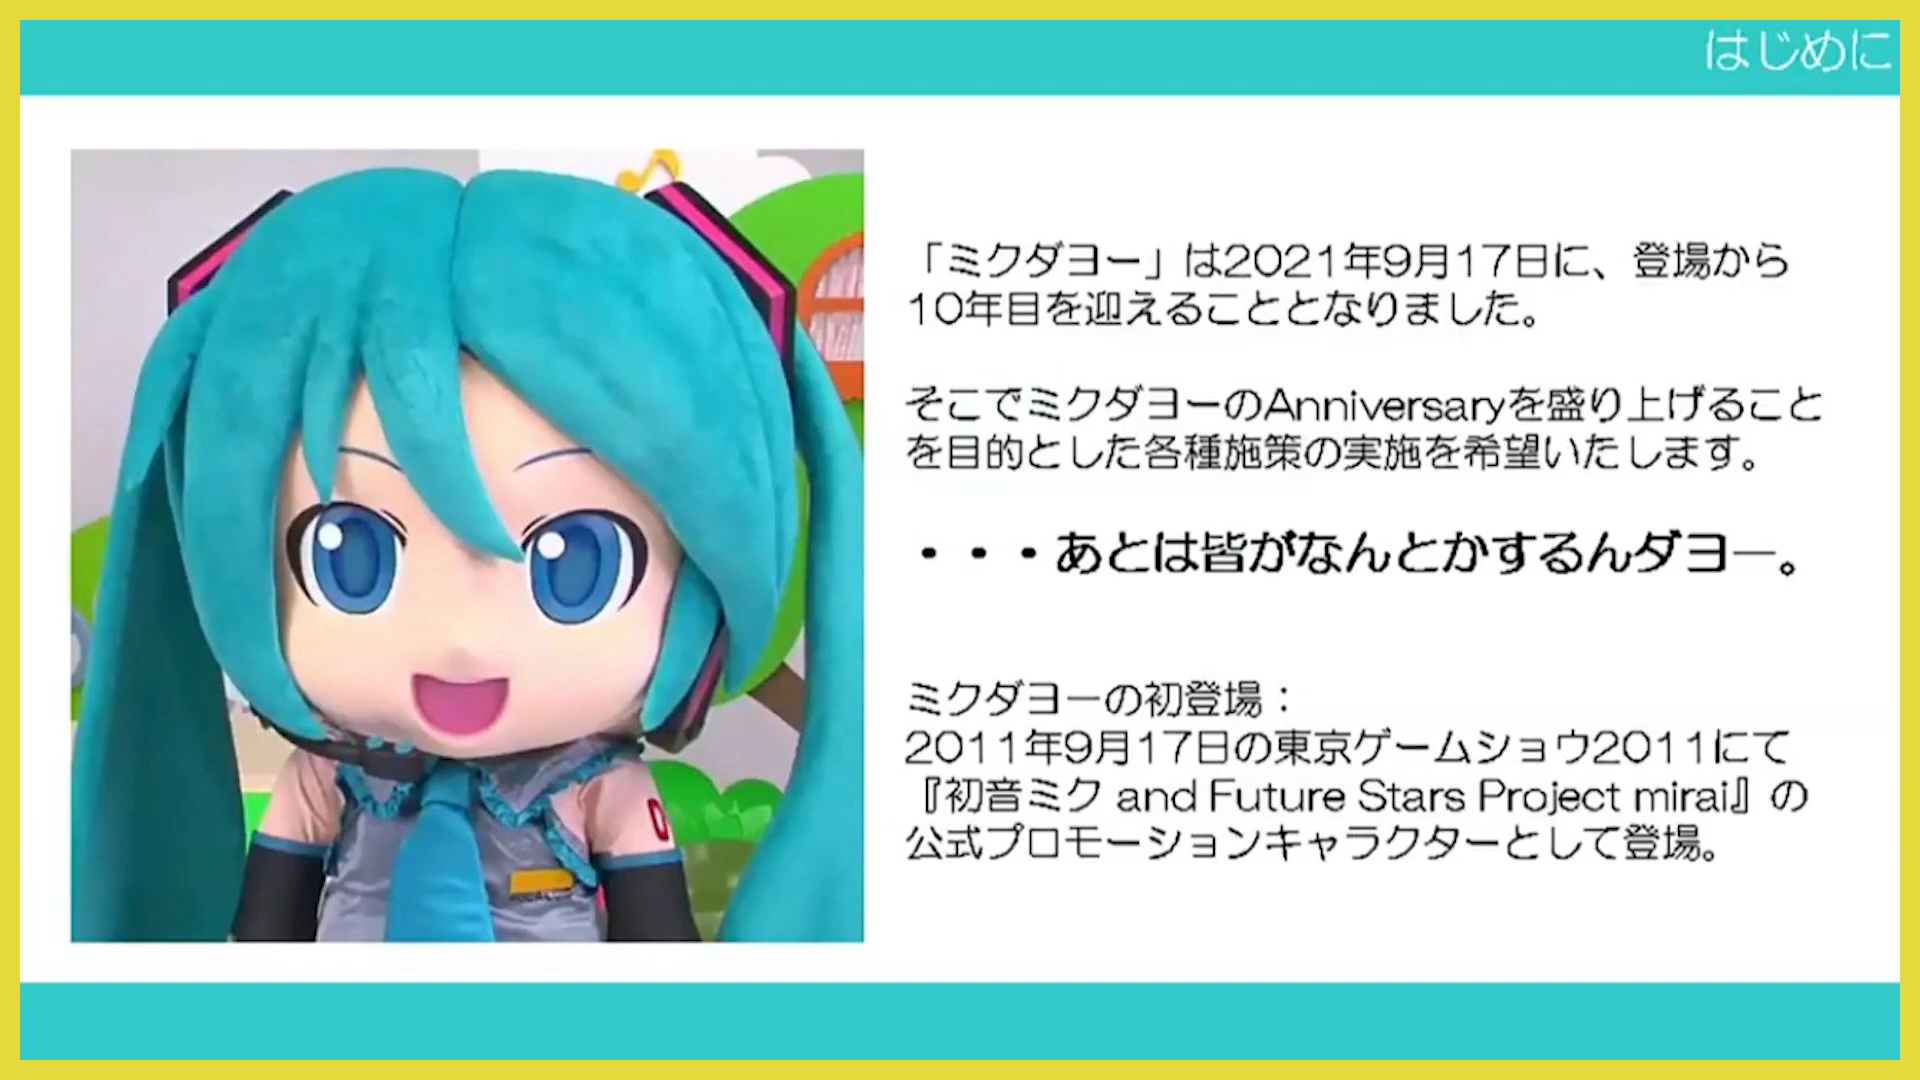 はじめに
「ミクダヨー」は2021年9月17日に、登場から
10年目を迎えることとなりました。
そこでミクダヨーのAnniversaryを盛り上げること
を目的とした各種施策の実施を希望いたします。
・・・あとは皆がなんとかするんダヨー。
ミクダヨーの初登場：
2011年9月17日の東京ゲームショウ2011にて
『初音ミク and Future Stars Project mirai』の
公式プロモーションキャラクターとして登場。